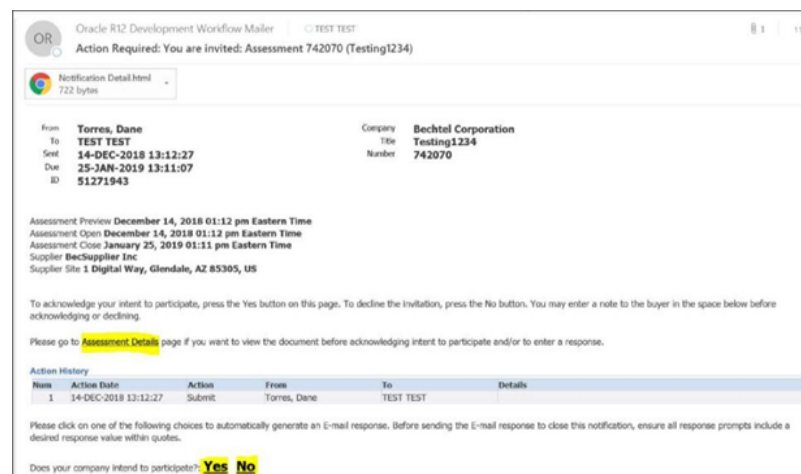 OR
Oracle R12 Development Workflow Mailer TEST TEST
Action Required: You are invited: Assessment 742070 (Testing1234)
1
Notification Detail.html
722 bytes
From Torres, Dane Company Bechtel Corporation
To TEST TEST Title Testing1234
Sent 14-DEC-2018 13:12:27 Number 742070
Due 25-JAN-2019 13:11:07
ID 51271943
Assessment Preview December 14, 2018 01:12 pm Eastern Time
Assessment Open December 14, 2018 01:12 pm Eastern Time
Assessment Close January 25, 2019 01:11 pm Eastern Time
Supplier BecSupplier Inc
Supplier Site 1 Digital Way, Glendale, AZ 85305, US
To acknowledge your intent to participate, press the Yes button on this page. To decline the invitation, press the No button. You may enter a note to the buyer in the space below before
acknowledging or declining.
Please go to Assessment Details page if you want to view the document before acknowledging intent to participate and/or to enter a response.
Action History
Num Action Date Action From To Details
1 14-DEC-2018 13:12:27 Submit Torres, Dane TEST TEST
Please click on one of the following choices to automatically generate an E-mail response. Before sending the E-mail response to close this notification, ensure all response prompts include a
desired response value within quotes.
Does your company intend to participate?: Yes No